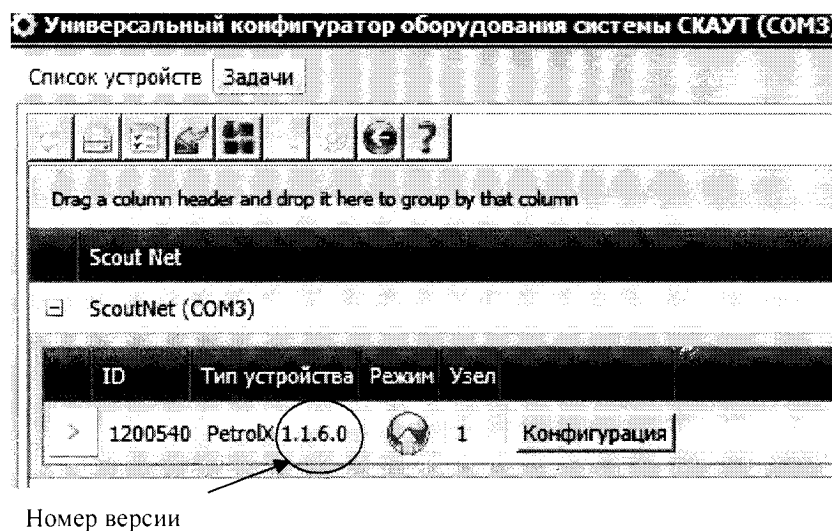 Универсальный конфигуратор оборудования системы СКАУТ (COM3)
Список устройств Задачи
?
Drag a column header and drop it here to group by that column
Scout Net
ScoutNet (COM3)
ID Тип устройства Режим Узел
1200540 PetrolX 1.1.6.0 1 Конфигурация
Номер версии